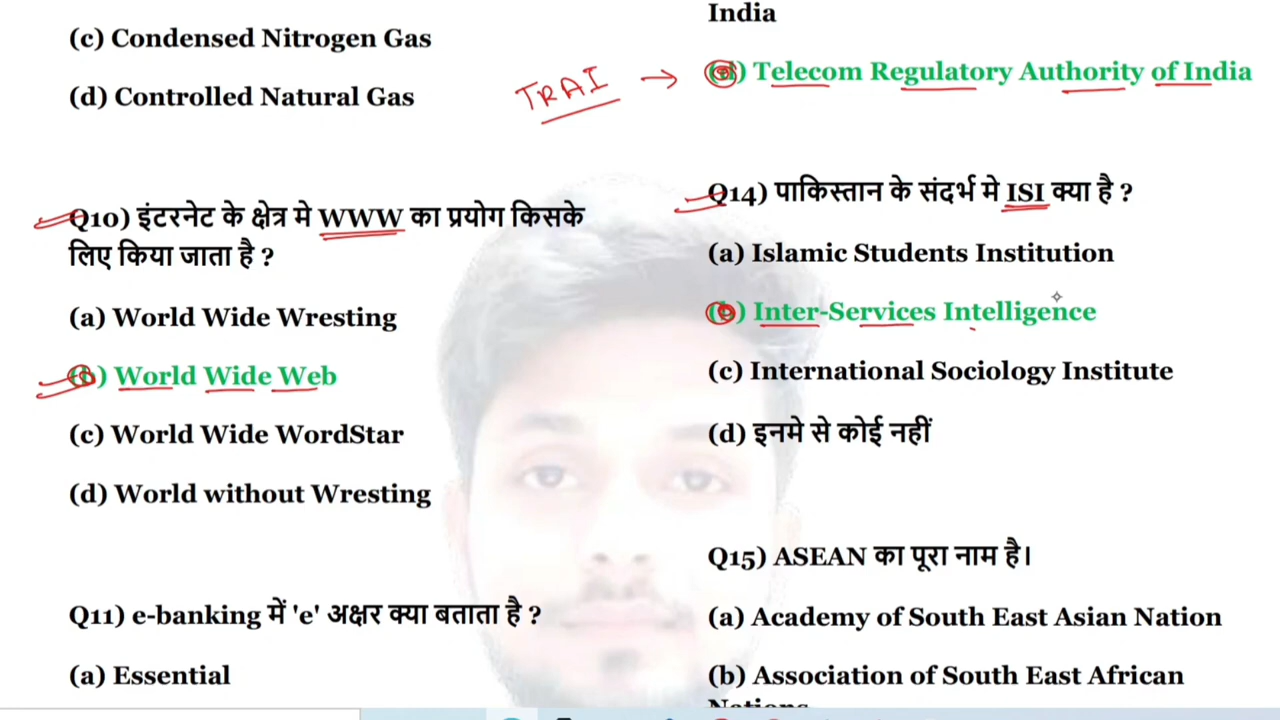 (c) Condensed Nitrogen Gas
(d) Controlled Natural Gas
Q10) इंटरनेट के क्षेत्र मे WWW का प्रयोग किसके
लिए किया जाता है ?
(a) World Wide Wresting
(b) World Wide Web
(c) World Wide WordStar
(d) World without Wresting
Q11) e-banking में 'e' अक्षर क्या बताता है ?
(a) Essential
India
TRAI → (d) Telecom Regulatory Authority of India
Q14) पाकिस्तान के संदर्भ मे ISI क्या है ?
(a) Islamic Students Institution
(b) Inter-Services Intelligence
(c) International Sociology Institute
(d) इनमे से कोई नहीं
Q15) ASEAN का पूरा नाम है।
(a) Academy of South East Asian Nation
(b) Association of South East African
Nations